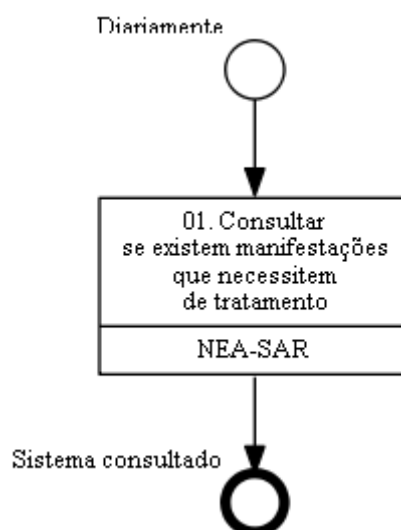 Diariamente
01. Consultar
se existem manifestações
que necessitem
de tratamento
NEA-SAR
Sistema consultado